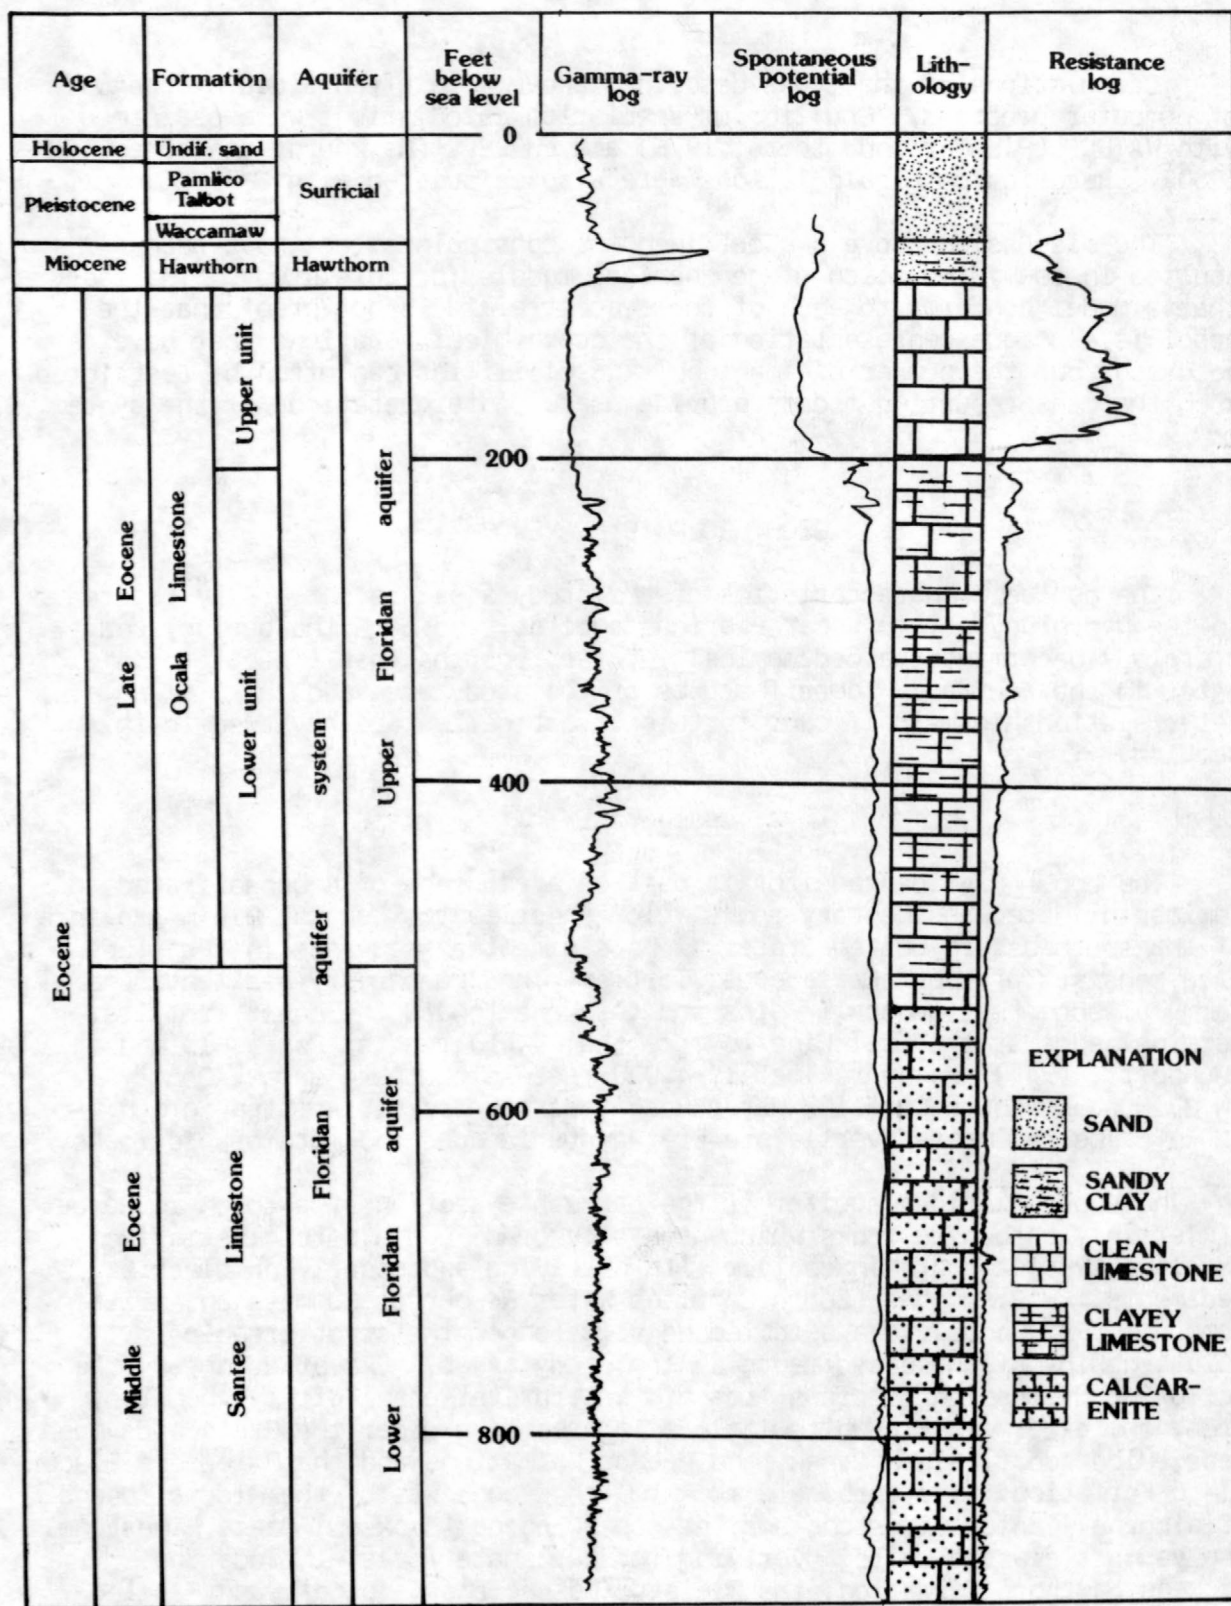 Age
Formation
Aquifer
Feet
below
sea level
Gamma-ray
log
Spontaneous
potential
log
Lith-
ology
Resistance
log
0
Holocene
Undif. sand
Pleistocene
Pamlico
Talbot
Surficial
Waccamaw
Miocene
Hawthorn
Hawthorn
Eocene
Late Eocene
Middle Eocene
Ocala Limestone
Upper unit
Lower unit
Santee Limestone
Floridan aquifer system
Upper Floridan aquifer
Lower Floridan aquifer
200
400
600
800
EXPLANATION
SAND
SANDY
CLAY
CLEAN
LIMESTONE
CLAYEY
LIMESTONE
CALCAR-
ENITE